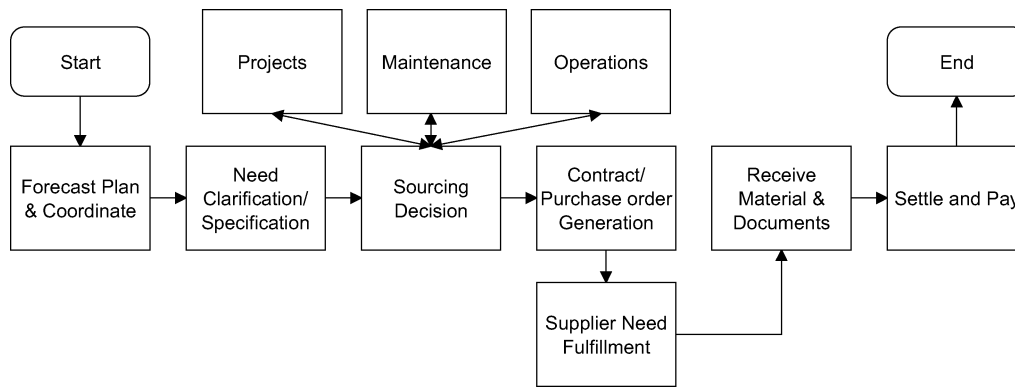 Start
Projects
Maintenance
Operations
End
Forecast Plan
& Coordinate
Need
Clarification/
Specification
Sourcing
Decision
Contract/
Purchase order
Generation
Receive
Material &
Documents
Settle and Pay
Supplier Need
Fulfillment